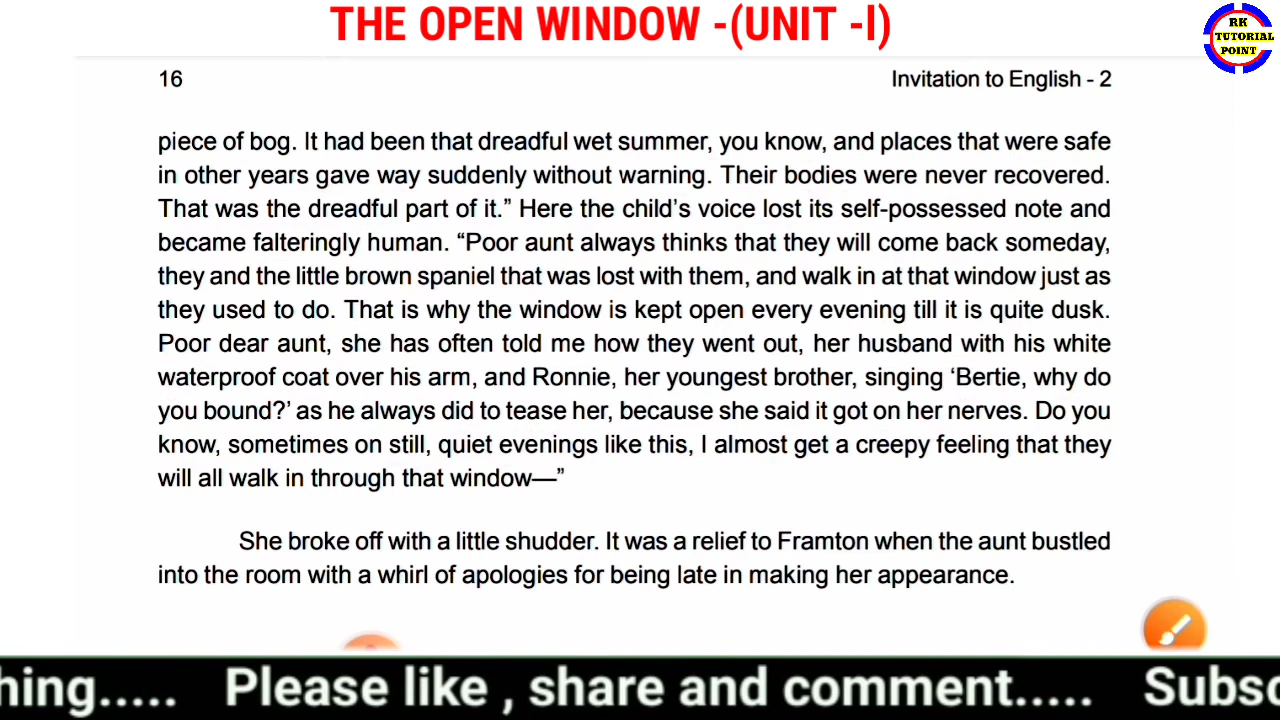 THE OPEN WINDOW -(UNIT -I)
RK
TUTORIAL
POINT
16
Invitation to English - 2
piece of bog. It had been that dreadful wet summer, you know, and places that were safe
in other years gave way suddenly without warning. Their bodies were never recovered.
That was the dreadful part of it.” Here the child’s voice lost its self-possessed note and
became falteringly human. “Poor aunt always thinks that they will come back someday,
they and the little brown spaniel that was lost with them, and walk in at that window just as
they used to do. That is why the window is kept open every evening till it is quite dusk.
Poor dear aunt, she has often told me how they went out, her husband with his white
waterproof coat over his arm, and Ronnie, her youngest brother, singing ‘Bertie, why do
you bound?’ as he always did to tease her, because she said it got on her nerves. Do you
know, sometimes on still, quiet evenings like this, I almost get a creepy feeling that they
will all walk in through that window—”
She broke off with a little shudder. It was a relief to Framton when the aunt bustled
into the room with a whirl of apologies for being late in making her appearance.
hing..... Please like , share and comment..... Subsc